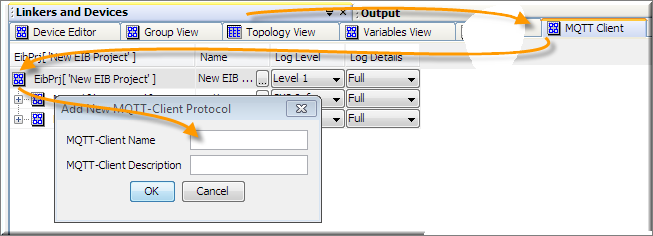 Linkers and Devices
Output
Device Editor
Group View
Topology View
Variables View
MQTT Client
EibPrj[ 'New EIB Project' ] Name Log Level Log Details
EibPrj[ 'New EIB Project' ] New EIB ... ... Level 1 Full
Full
Full
Add New MQTT-Client Protocol
MQTT-Client Name
MQTT-Client Description
OK
Cancel